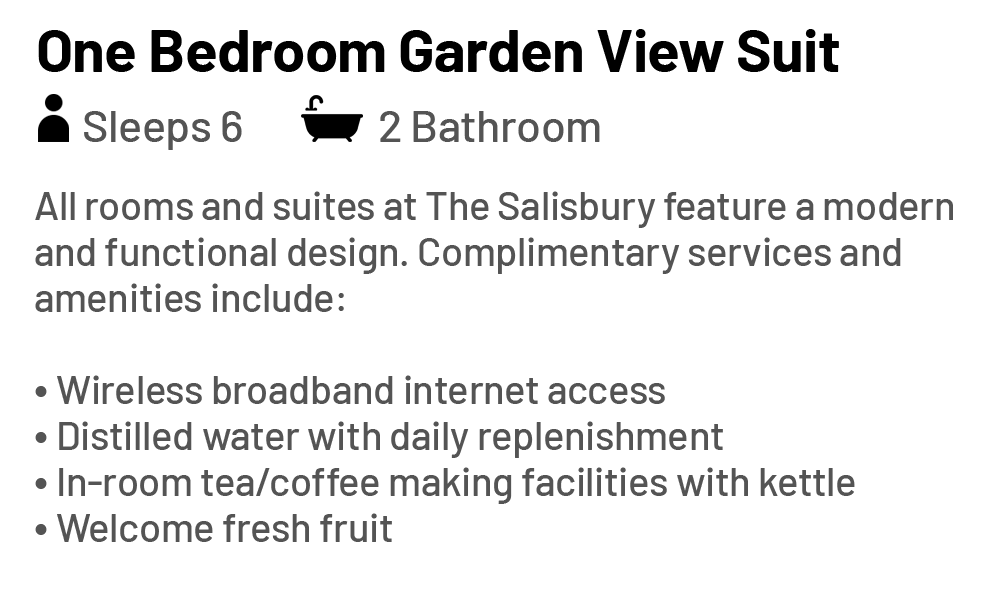 One Bedroom Garden View Suit
Sleeps 6 2 Bathroom
All rooms and suites at The Salisbury feature a modern
and functional design. Complimentary services and
amenities include:
• Wireless broadband internet access
• Distilled water with daily replenishment
• In-room tea/coffee making facilities with kettle
• Welcome fresh fruit